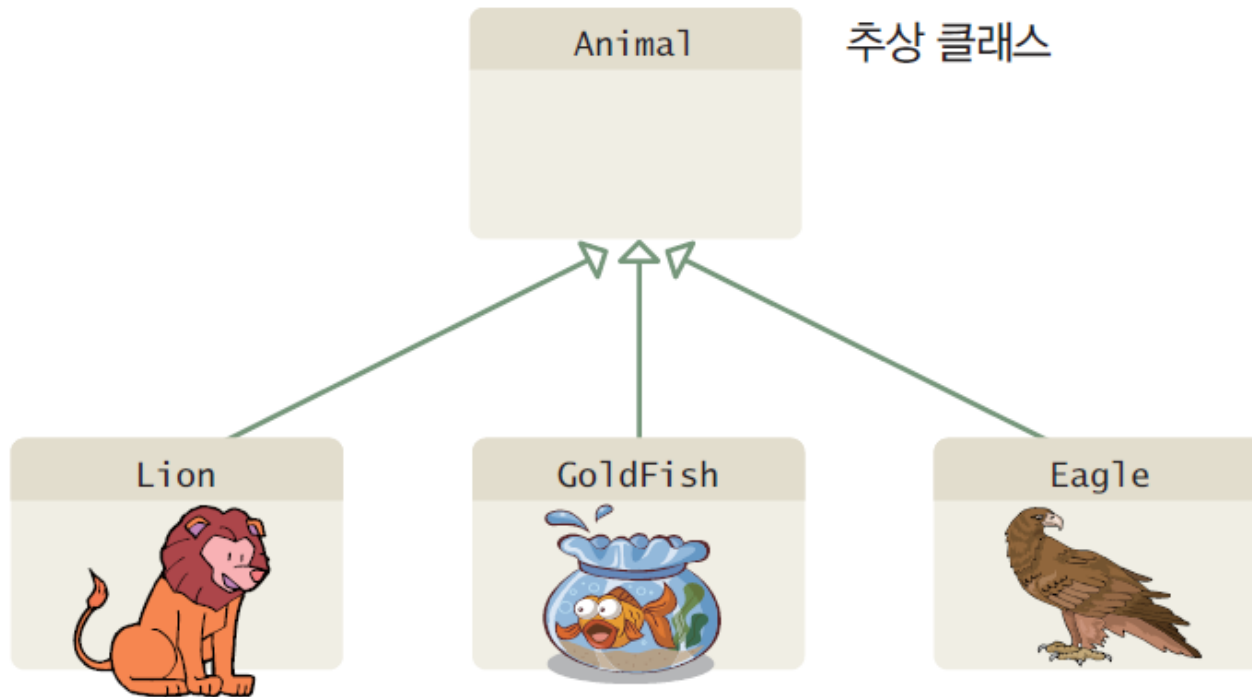 Animal
추상 클래스
Lion
GoldFish
Eagle